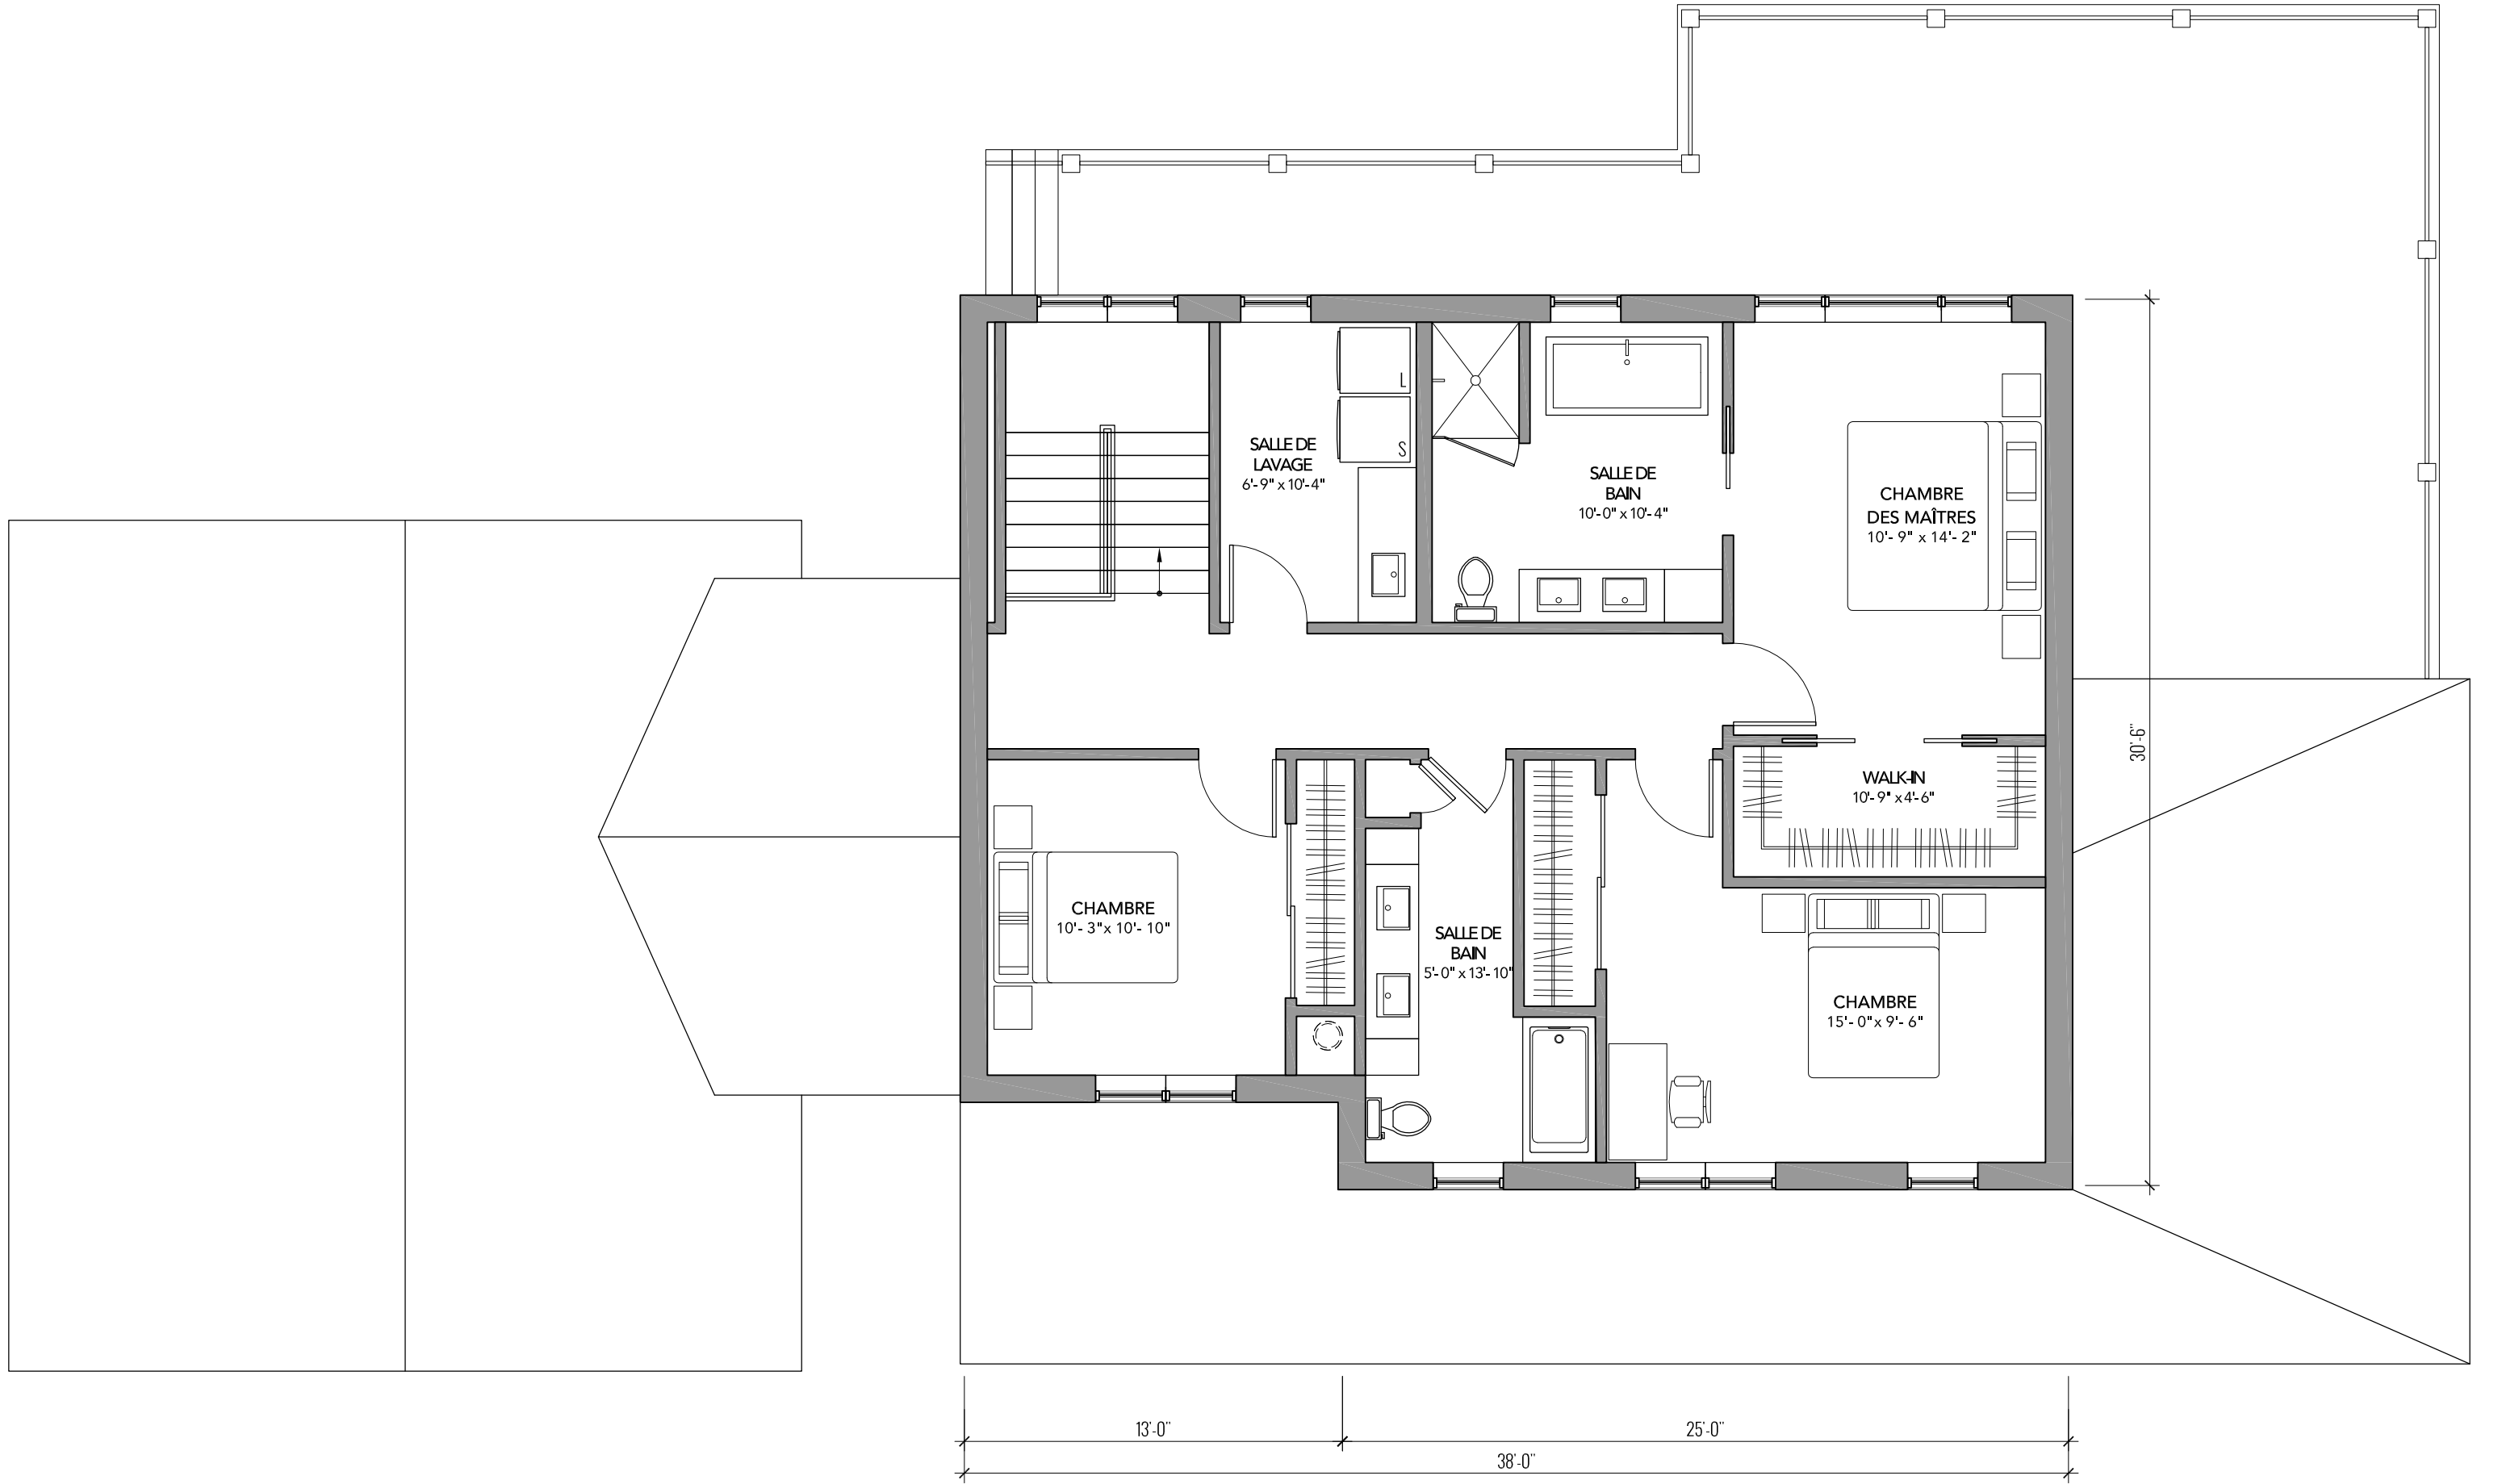 L
S
SALLE DE
LAVAGE
6'-9" x 10'-4"
SALLE DE
BAIN
10'-0" x 10'-4"
CHAMBRE
DES MAÎTRES
10'-9" x 14'-2"
30'-6"
WALK-IN
10'-9" x 4'-6"
CHAMBRE
10'-3" x 10'-10"
SALLE DE
BAIN
5'-0" x 13'-10"
CHAMBRE
15'-0" x 9'-6"
13'-0"
25'-0"
38'-0"